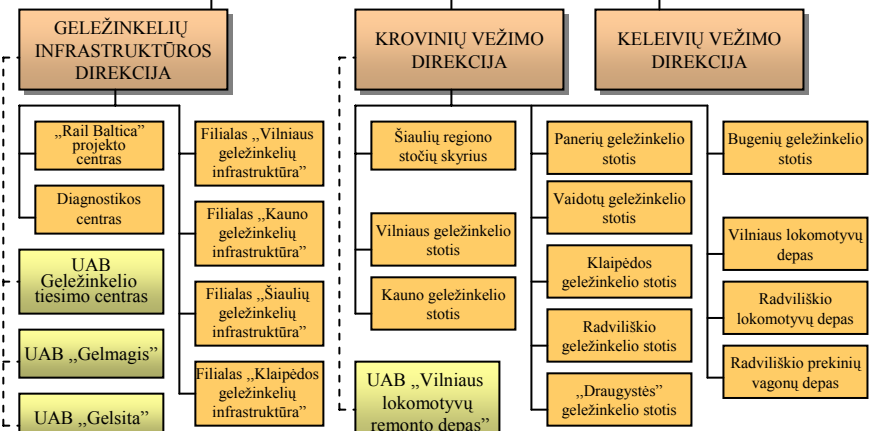 GELEŽINKELIŲ
INFRASTRUKTŪROS
DIREKCIJA
KROVINIŲ VEŽIMO
DIREKCIJA
KELEIVIŲ VEŽIMO
DIREKCIJA
„Rail Baltica”
projekto
centras
Diagnostikos
centras
UAB
Geležinkelio
tiesimo centras
UAB „Gelmagis”
UAB „Gelsita”
Filialas „Vilniaus
geležinkelių
infrastruktūra”
Filialas „Kauno
geležinkelių
infrastruktūra”
Filialas „Šiaulių
geležinkelių
infrastruktūra”
Filialas „Klaipėdos
geležinkelių
infrastruktūra”
Šiaulių regiono
stočių skyrius
Vilniaus geležinkelio
stotis
Kauno geležinkelio
stotis
UAB „Vilniaus
lokomotyvų
remonto depas”
Panerių geležinkelio
stotis
Vaidotų geležinkelio
stotis
Klaipėdos
geležinkelio stotis
Radviliškio
geležinkelio stotis
„Draugystės”
geležinkelio stotis
Bugenių geležinkelio
stotis
Vilniaus lokomotyvų
depas
Radviliškio
lokomotyvų depas
Radviliškio prekinių
vagonų depas